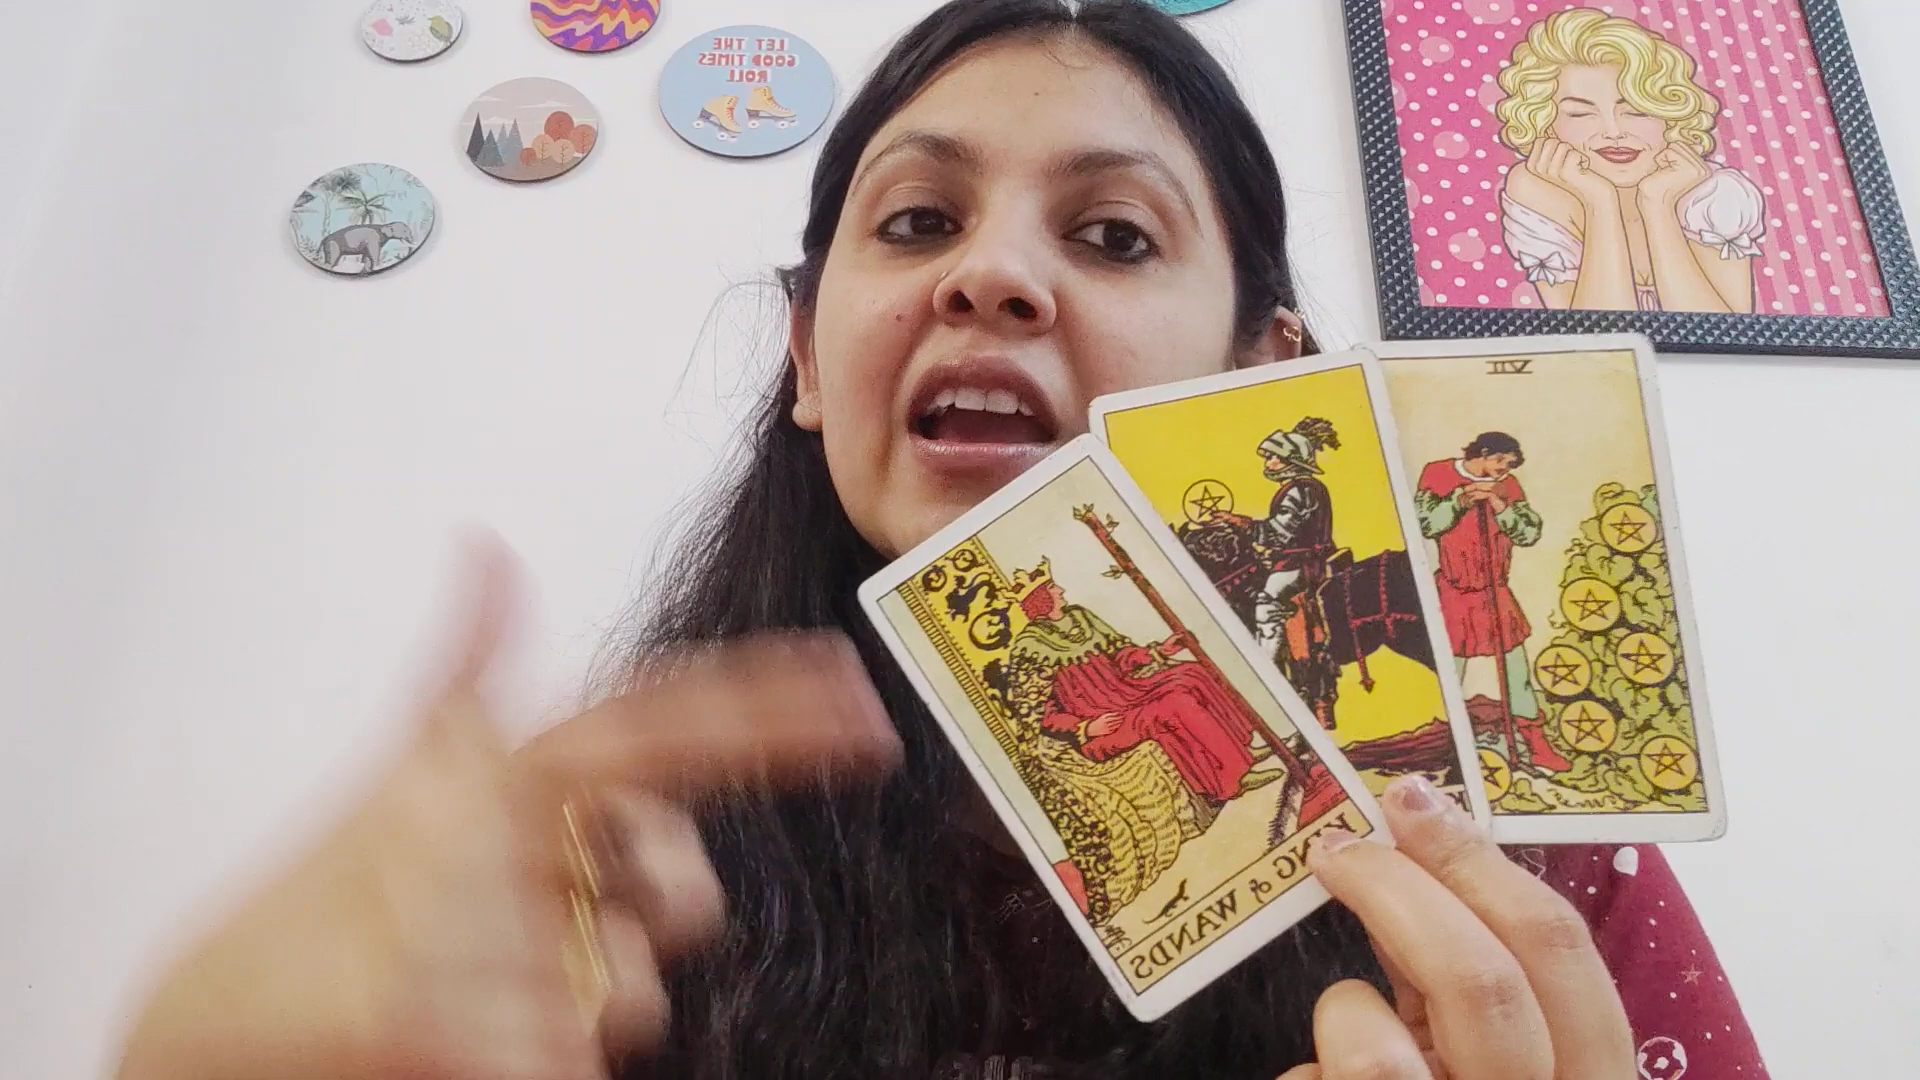 LET THE
GOOD TIMES
ROLL
VII
KING of WANDS